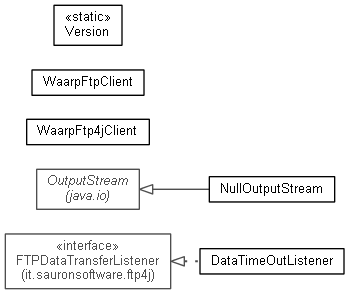 «static»
Version
WaarpFtpClient
WaarpFtp4jClient
OutputStream
(java.io)
NullOutputStream
«interface»
FTPDataTransferListener
(it.sauronsoftware.ftp4j)
DataTimeOutListener